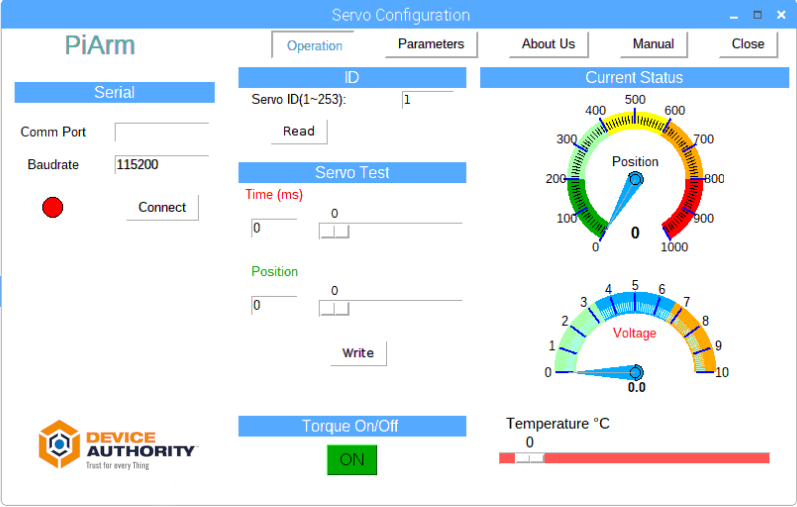 Servo Configuration
PiArm
Operation
Parameters
About Us
Manual
Close
Serial
Comm Port
Baudrate 115200
Connect
ID
Servo ID(1~253): 1
Read
Servo Test
Time (ms)
0
0
Position
0
0
Write
Torque On/Off
ON
Current Status
0 100 200 300 400 500 600 700 800 900 1000
Position
0
0 1 2 3 4 5 6 7 8 9 10
Voltage
0.0
Temperature °C
0
DEVICE
AUTHORITY
Trust for every Thing